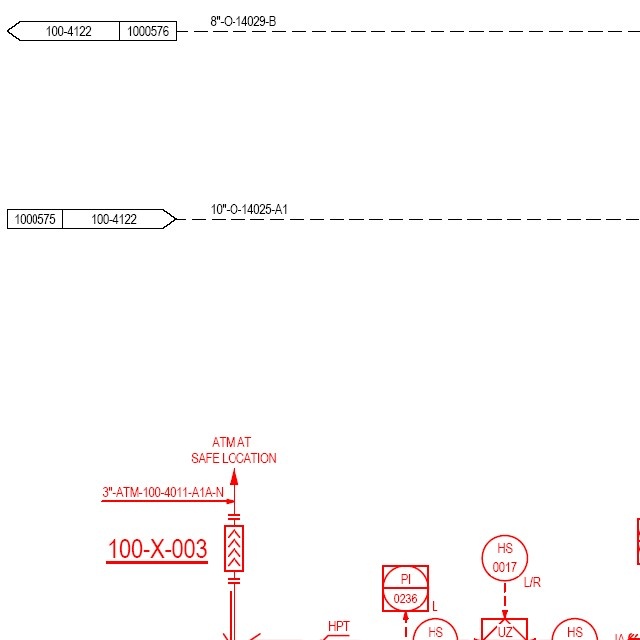 8"-O-14029-B
100-4122 1000576
10"-O-14025-A1
1000575 100-4122
ATM AT
SAFE LOCATION
3"-ATM-100-4011-A1A-N
100-X-003
HS
0017
PI
0236
L/R
L
HPT
HS
UZ
HS